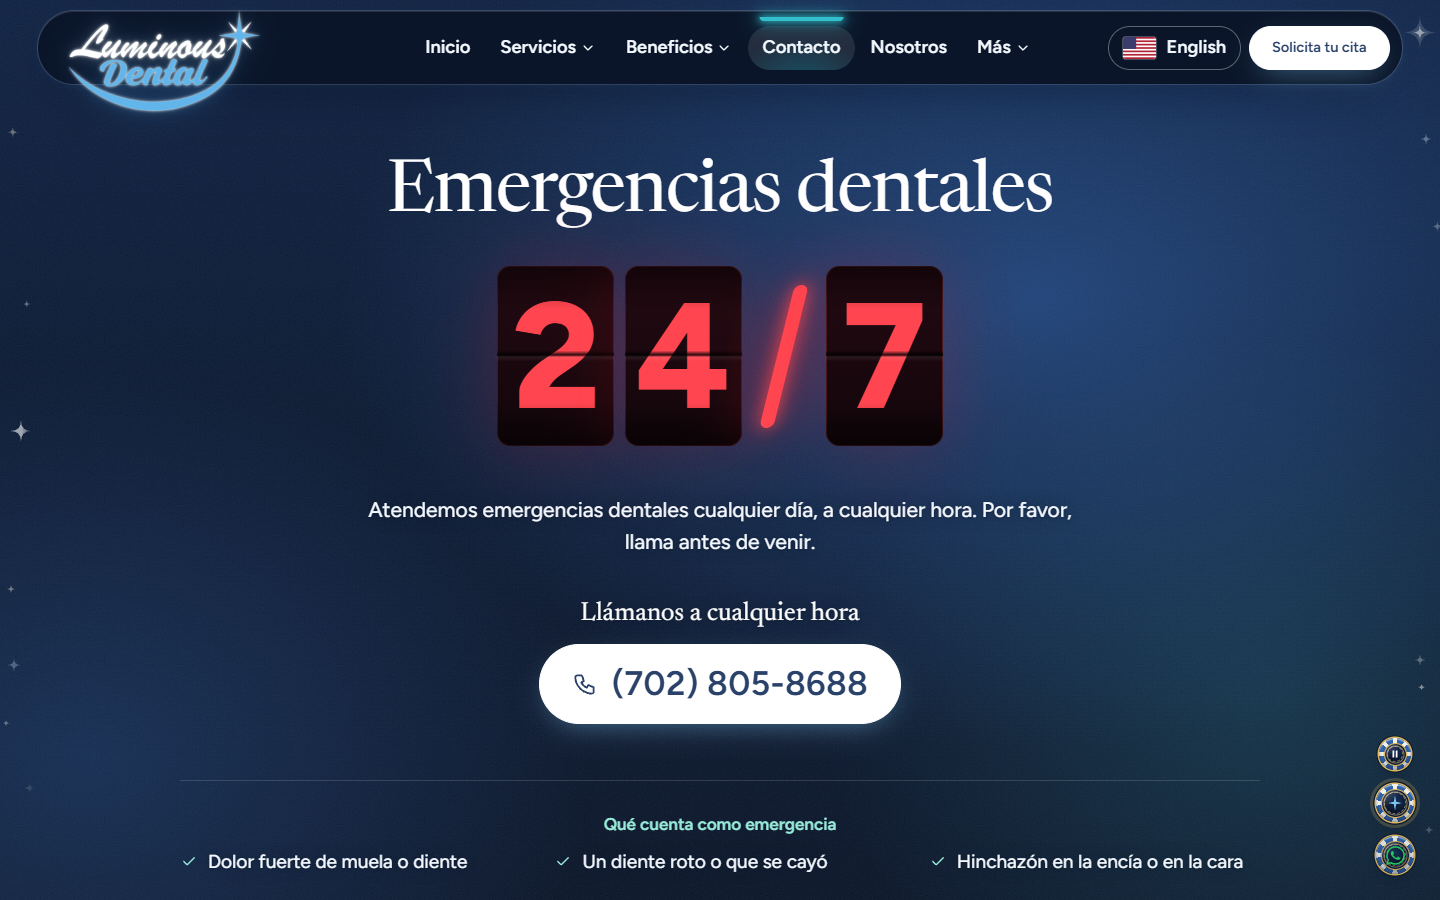 Luminous
Dental
Inicio
Servicios
Beneficios
Contacto
Nosotros
Más
English
Solicita tu cita
Emergencias dentales
24/7
Atendemos emergencias dentales cualquier día, a cualquier hora. Por favor,
llama antes de venir.
Llámanos a cualquier hora
(702) 805-8688
Qué cuenta como emergencia
Dolor fuerte de muela o diente
Un diente roto o que se cayó
Hinchazón en la encía o en la cara